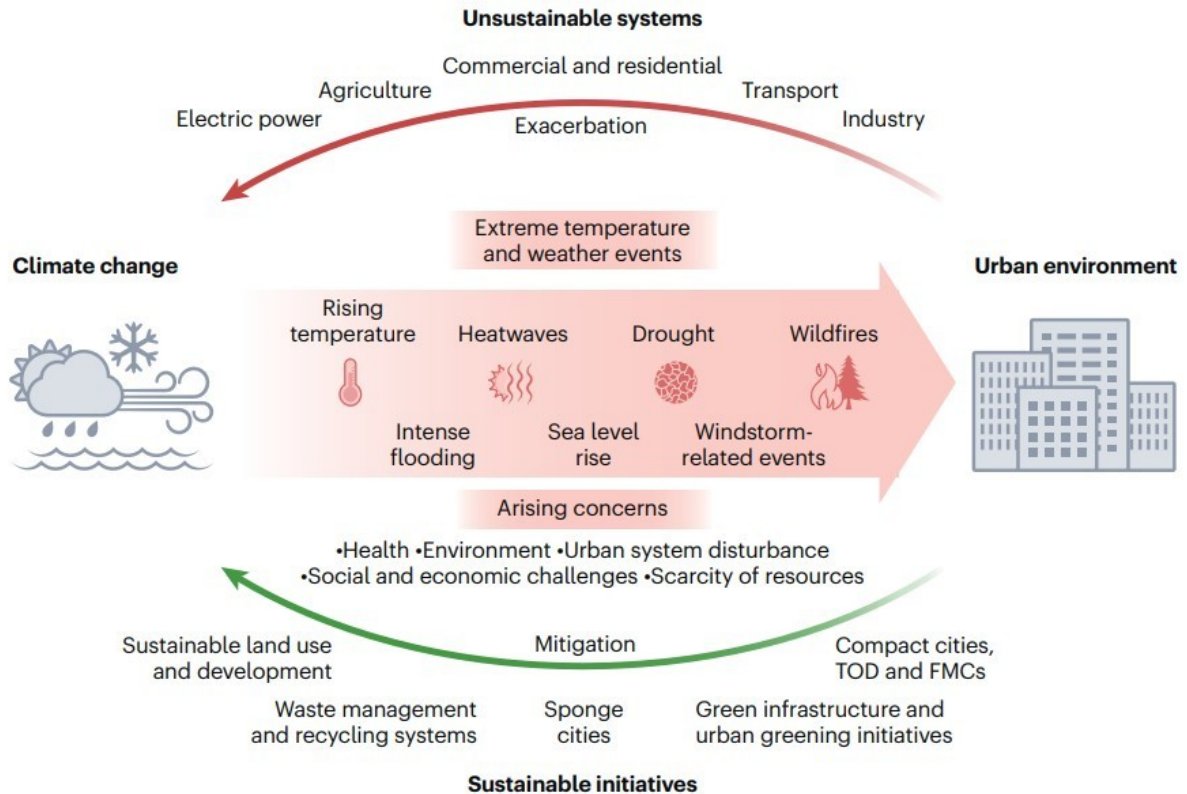 Unsustainable systems
Commercial and residential
Agriculture
Transport
Electric power
Exacerbation
Industry
Extreme temperature
and weather events
Climate change
Urban environment
Rising
temperature
Heatwaves
Drought
Wildfires
Intense
flooding
Sea level
rise
Windstorm-
related events
Arising concerns
•Health •Environment •Urban system disturbance
•Social and economic challenges •Scarcity of resources
Mitigation
Sustainable land use
and development
Compact cities,
TOD and FMCs
Waste management
and recycling systems
Sponge
cities
Green infrastructure and
urban greening initiatives
Sustainable initiatives